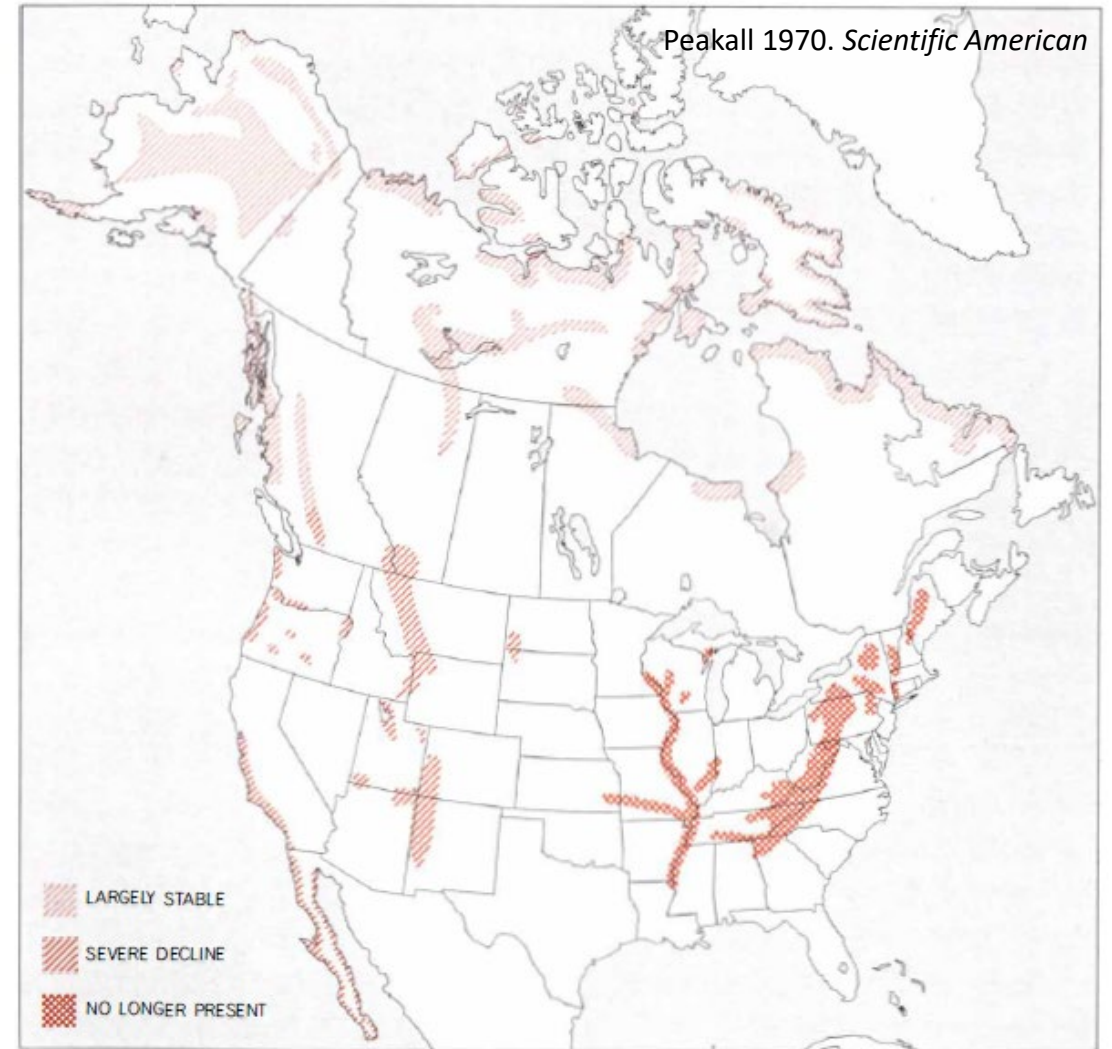 Peakall 1970. Scientific American
LARGELY STABLE
SEVERE DECLINE
NO LONGER PRESENT